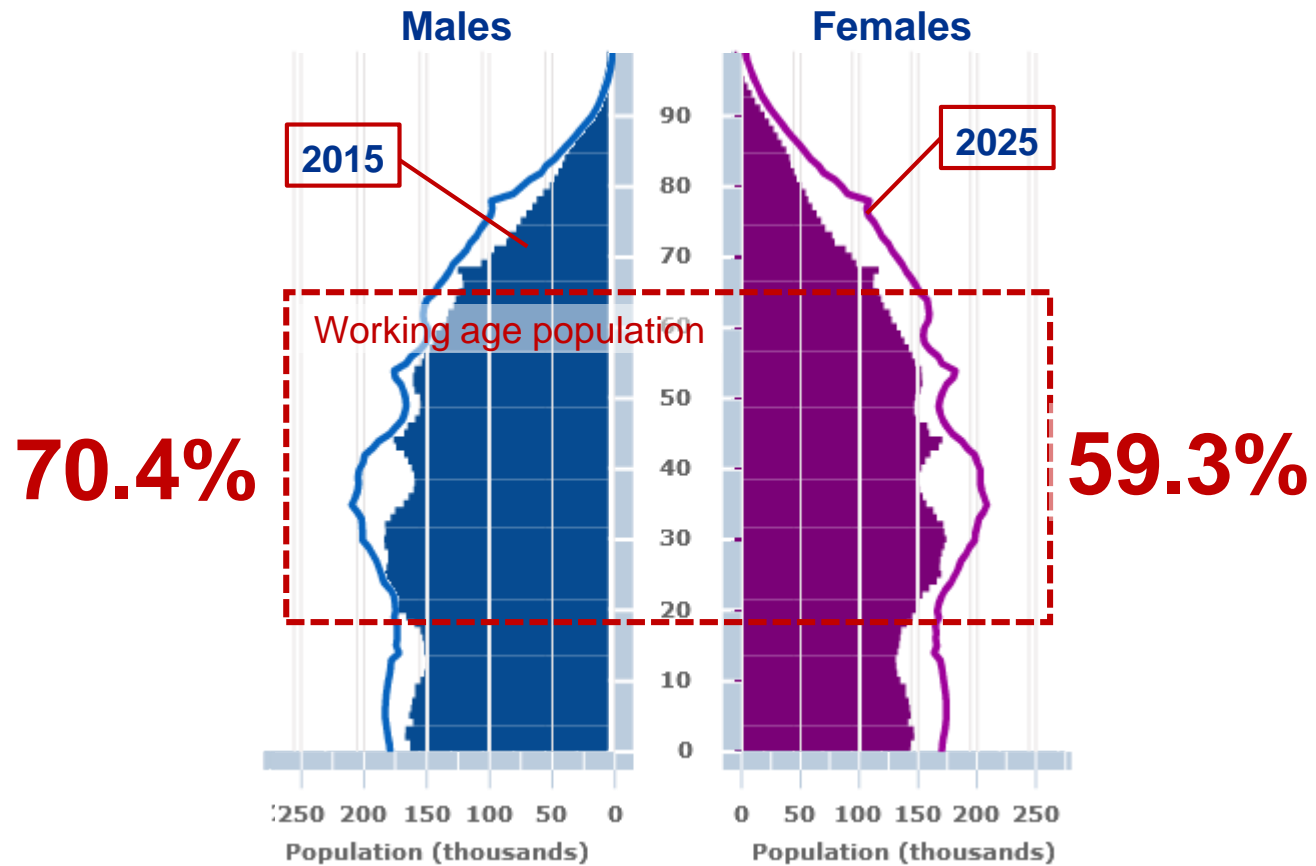 Males
Females
2015
2025
90
80
70
Working age population
60
50
70.4%
59.3%
40
30
20
10
0
250 200 150 100 50 0
0 50 100 150 200 250
Population (thousands)
Population (thousands)